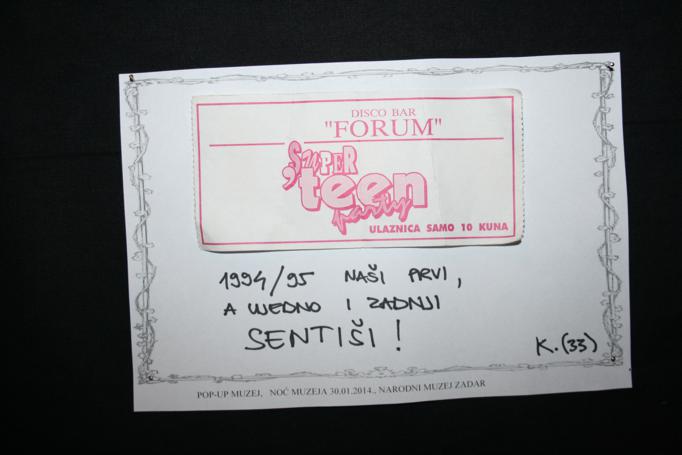 DISCO BAR
"FORUM"
SuPER
teen
party
ULAZNICA SAMO 10 KUNA
1994/95 NAŠI PRVI,
A UJEDNO I ZADNJI
SENTIŠI!
K.(33)
POP-UP MUZEJ, NOĆ MUZEJA 30.01.2014., NARODNI MUZEJ ZADAR